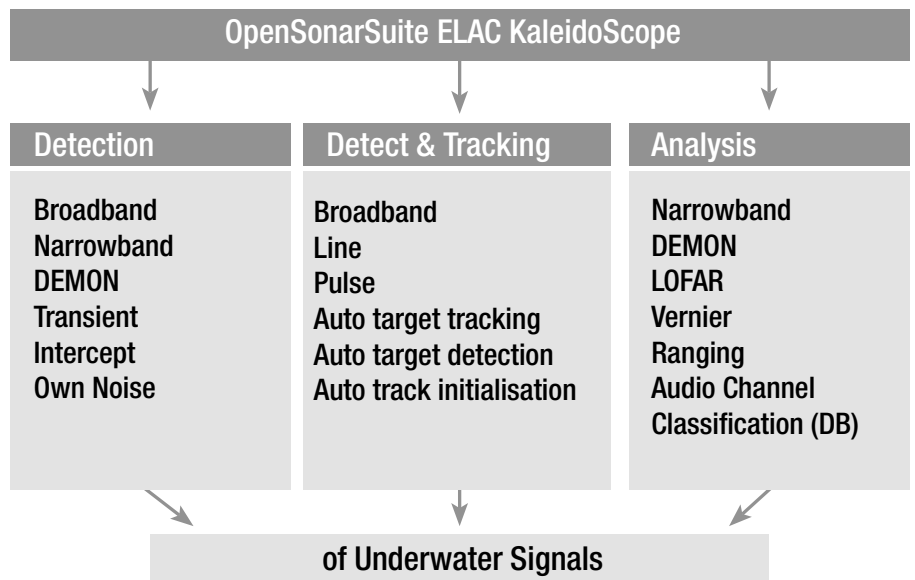 OpenSonarSuite ELAC KaleidoScope
Detection
Broadband
Narrowband
DEMON
Transient
Intercept
Own Noise
Detect & Tracking
Broadband
Line
Pulse
Auto target tracking
Auto target detection
Auto track initialisation
Analysis
Narrowband
DEMON
LOFAR
Vernier
Ranging
Audio Channel
Classification (DB)
of Underwater Signals